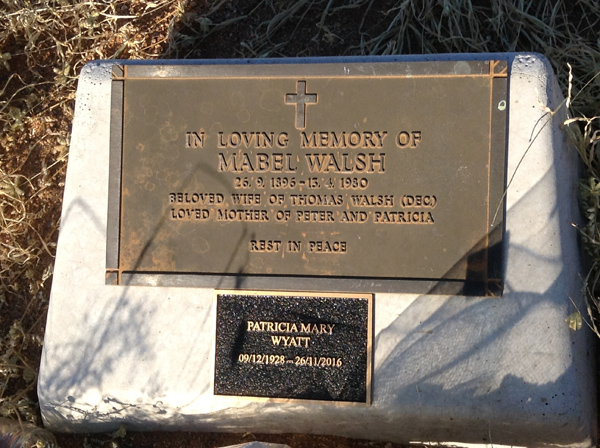 IN LOVING MEMORY OF
MABEL WALSH
26. 9. 1896 - 15. 4. 1980
BELOVED WIFE OF THOMAS WALSH (DEC.)
LOVED MOTHER OF PETER AND PATRICIA
REST IN PEACE
PATRICIA MARY
WYATT
09/12/1928 - 26/11/2016